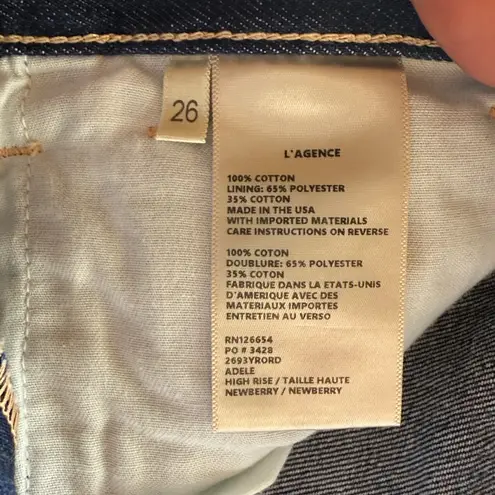 26
L'AGENCE
100% COTTON
LINING: 65% POLYESTER
35% COTTON
MADE IN THE USA
WITH IMPORTED MATERIALS
CARE INSTRUCTIONS ON REVERSE
100% COTON
DOUBLURE: 65% POLYESTER
35% COTON
FABRIQUE DANS LA ETATS-UNIS
D'AMERIQUE AVEC DES
MATERIAUX IMPORTES
ENTRETIEN AU VERSO
RN126654
PO # 3428
2693YRORD
ADELE
HIGH RISE / TAILLE HAUTE
NEWBERRY / NEWBERRY